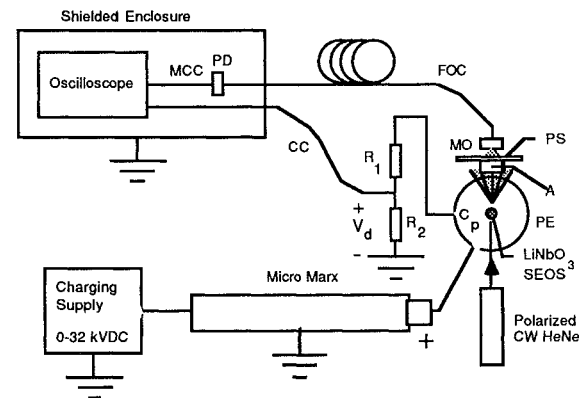 Shielded Enclosure
Oscilloscope
MCC
PD
FOC
MO
PS
CC
R1
A
+
Vd
-
R2
Cp
PE
LiNbO3
SEOS
Charging
Supply
0-32 kVDC
Micro Marx
+
Polarized
CW HeNe